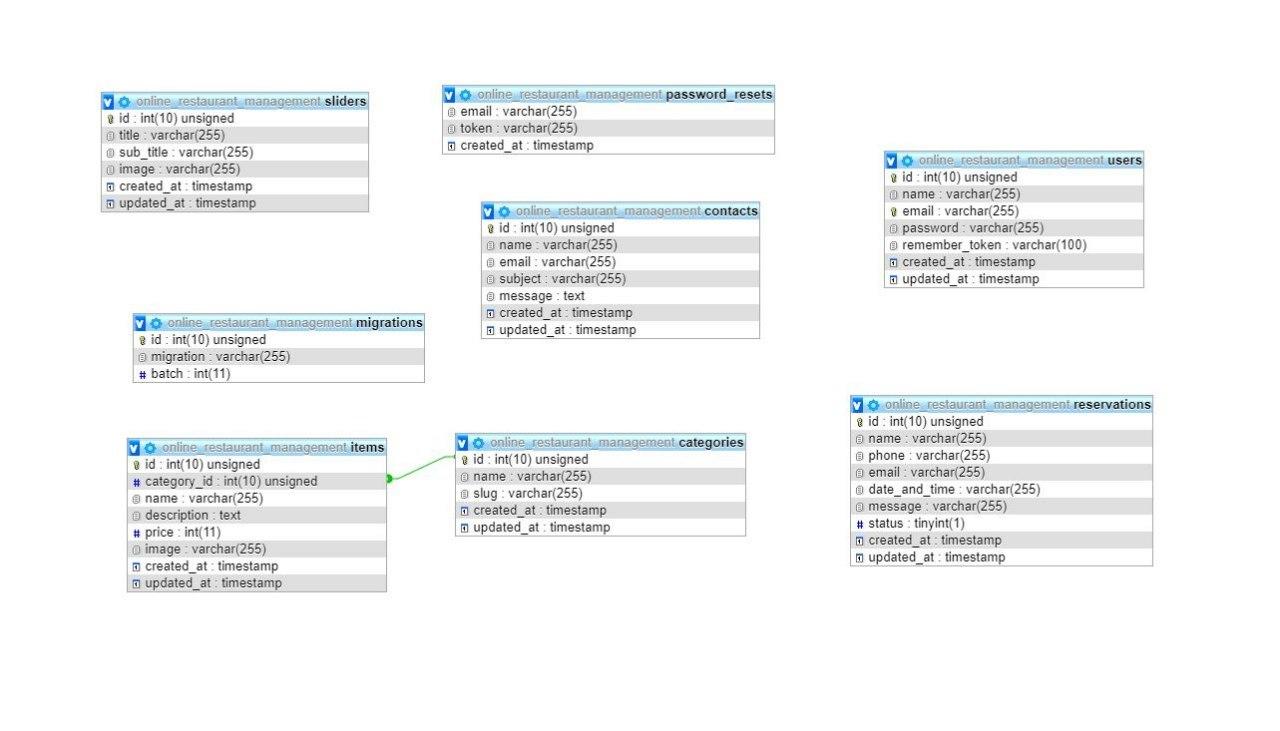 online_restaurant_management sliders
id : int(10) unsigned
title : varchar(255)
sub_title : varchar(255)
image : varchar(255)
created_at : timestamp
updated_at : timestamp
online_restaurant_management password_resets
email : varchar(255)
token : varchar(255)
created_at : timestamp
online_restaurant_management users
id : int(10) unsigned
name : varchar(255)
email : varchar(255)
password : varchar(255)
remember_token : varchar(100)
created_at : timestamp
updated_at : timestamp
online_restaurant_management contacts
id : int(10) unsigned
name : varchar(255)
email : varchar(255)
subject : varchar(255)
message : text
created_at : timestamp
updated_at : timestamp
online_restaurant_management migrations
id : int(10) unsigned
migration : varchar(255)
batch : int(11)
online_restaurant_management items
id : int(10) unsigned
category_id : int(10) unsigned
name : varchar(255)
description : text
price : int(11)
image : varchar(255)
created_at : timestamp
updated_at : timestamp
online_restaurant_management categories
id : int(10) unsigned
name : varchar(255)
slug : varchar(255)
created_at : timestamp
updated_at : timestamp
online_restaurant_management reservations
id : int(10) unsigned
name : varchar(255)
phone : varchar(255)
email : varchar(255)
date_and_time : varchar(255)
message : varchar(255)
status : tinyint(1)
created_at : timestamp
updated_at : timestamp